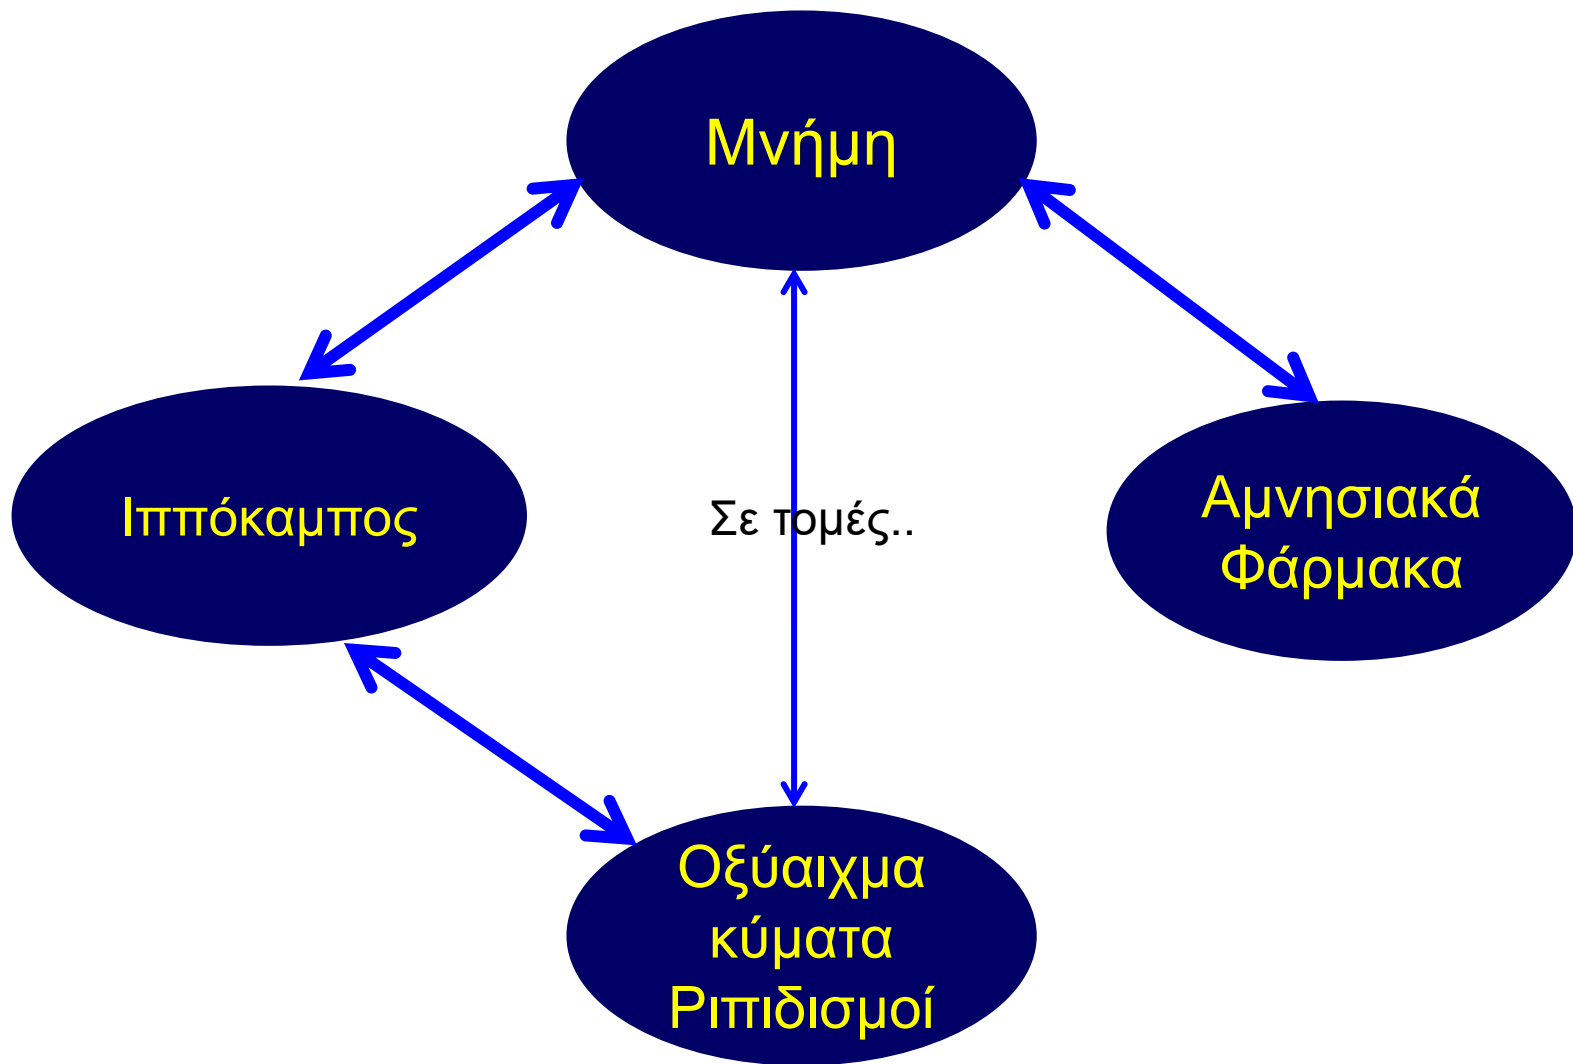 Μνήμη
Ιππόκαμπος
Σε τομές..
Αμνησιακά
Φάρμακα
Οξύαιχμα
κύματα
Ριπιδισμοί